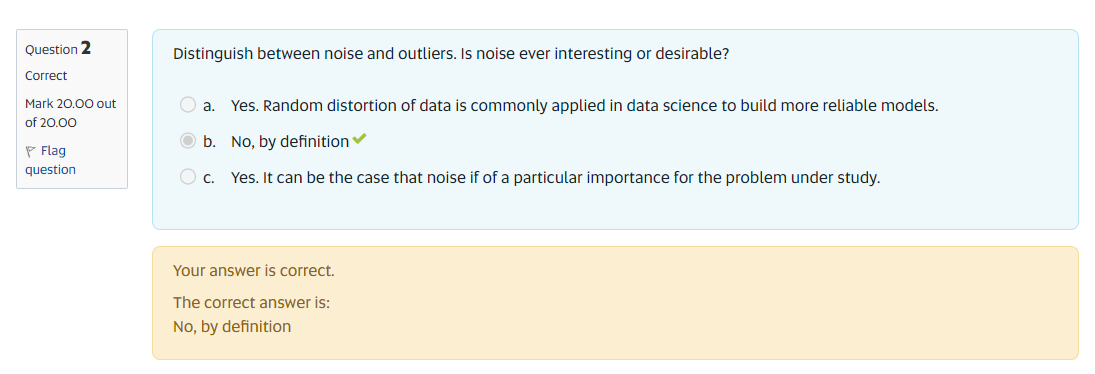 Question 2
Correct
Mark 20.00 out
of 20.00
Flag
question
Distinguish between noise and outliers. Is noise ever interesting or desirable?
a. Yes. Random distortion of data is commonly applied in data science to build more reliable models.
b. No, by definition
c. Yes. It can be the case that noise if of a particular importance for the problem under study.
Your answer is correct.
The correct answer is:
No, by definition